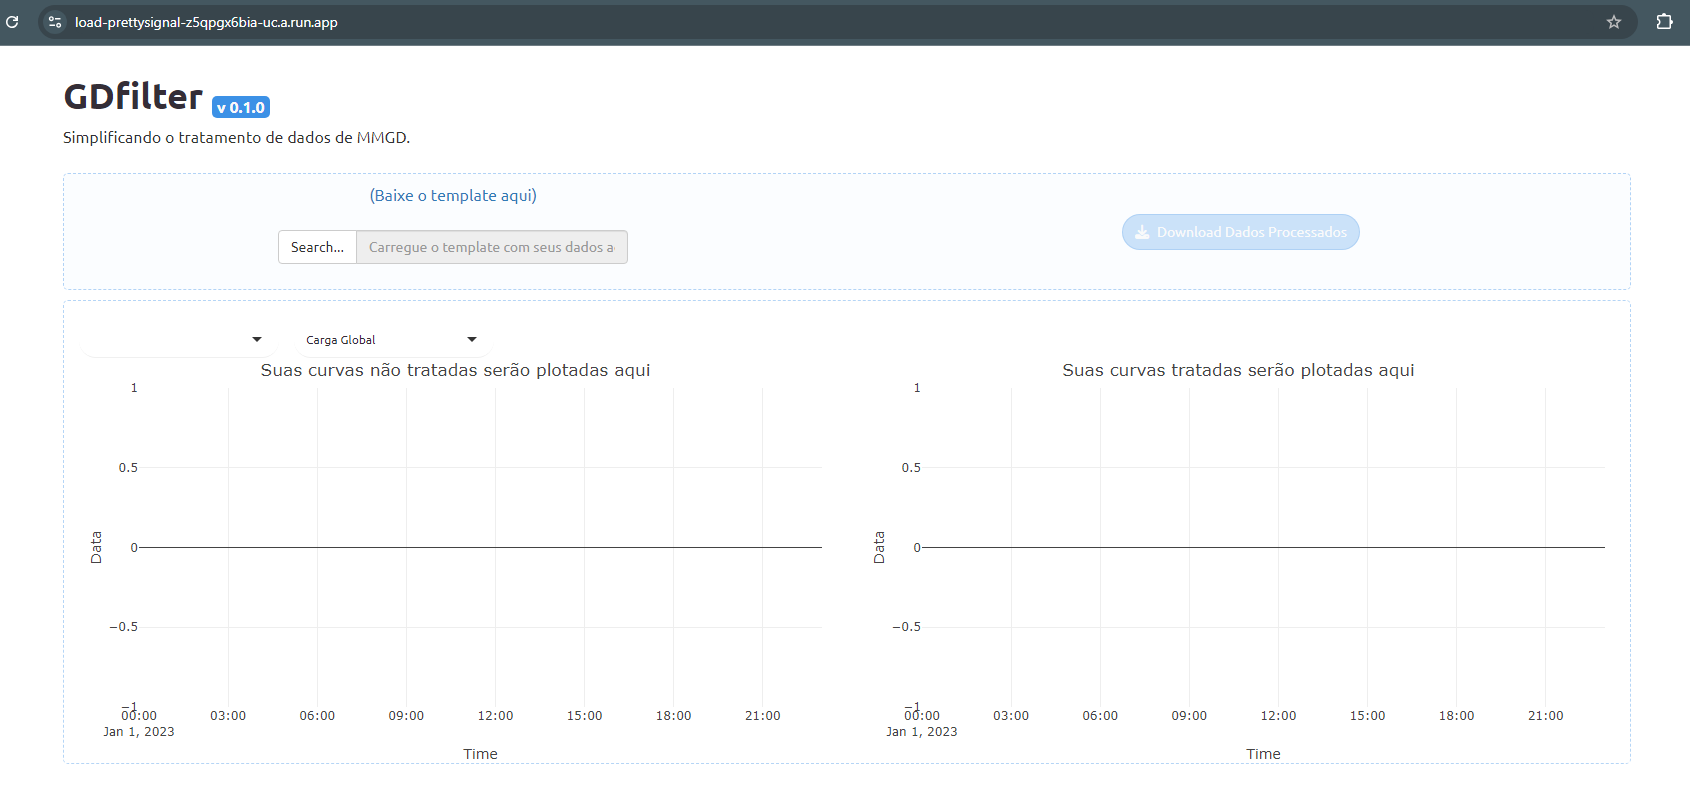 load-prettysignal-z5qpgx6bia-uc.a.run.app
GDfilter v 0.1.0
Simplificando o tratamento de dados de MMGD.
(Baixe o template aqui)
Search... Carregue o template com seus dados a
Download Dados Processados
Carga Global
Suas curvas não tratadas serão plotadas aqui
1
0.5
0
−0.5
−1
Data
00:00 03:00 06:00 09:00 12:00 15:00 18:00 21:00
Jan 1, 2023
Time
Suas curvas tratadas serão plotadas aqui
1
0.5
0
−0.5
−1
Data
00:00 03:00 06:00 09:00 12:00 15:00 18:00 21:00
Jan 1, 2023
Time